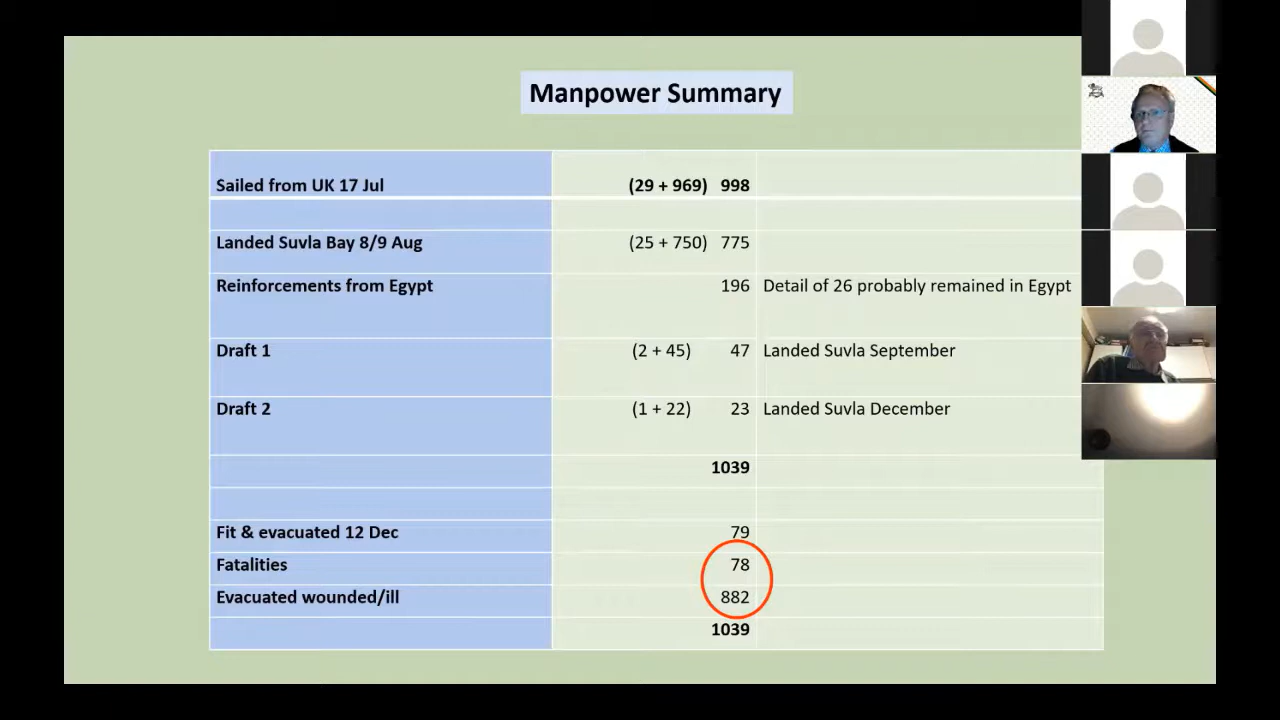 Manpower Summary
Sailed from UK 17 Jul (29 + 969) 998
Landed Suvla Bay 8/9 Aug (25 + 750) 775
Reinforcements from Egypt 196 Detail of 26 probably remained in Egypt
Draft 1 (2 + 45) 47 Landed Suvla September
Draft 2 (1 + 22) 23 Landed Suvla December
1039
Fit & evacuated 12 Dec 79
Fatalities 78
Evacuated wounded/ill 882
1039